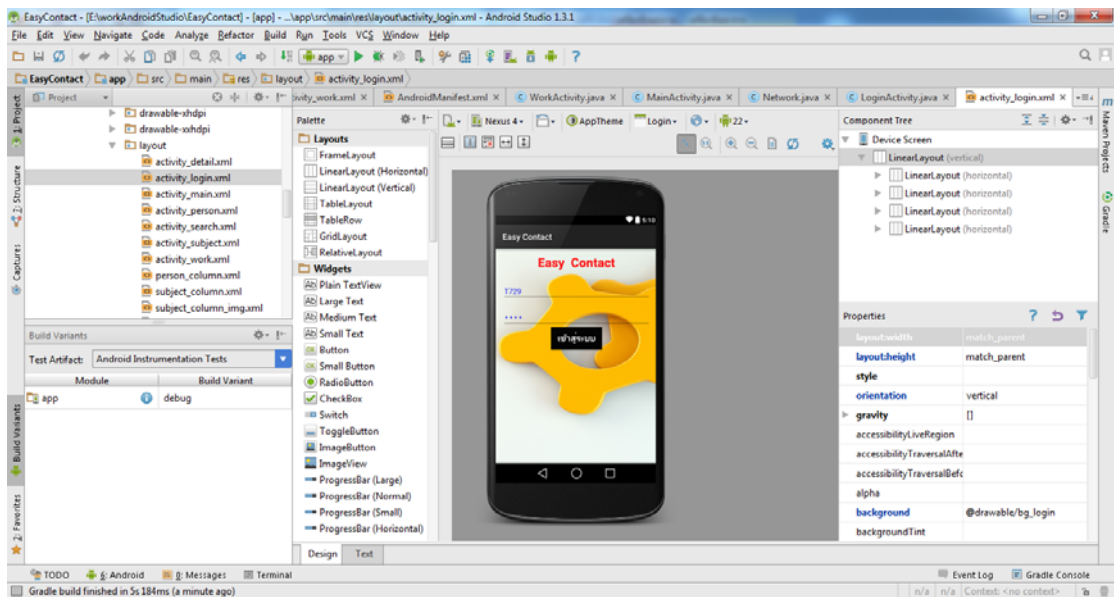 EasyContact - [E:\workAndroidStudio\EasyContact] - [app] - ...\app\src\main\res\layout\activity_login.xml - Android Studio 1.3.1
File Edit View Navigate Code Analyze Refactor Build Run Tools VCS Window Help
app
EasyContact app src main res layout activity_login.xml
1: Project
7: Structure
Captures
Build Variants
2: Favorites
Project
drawable-xhdpi
drawable-xxhdpi
layout
activity_detail.xml
activity_login.xml
activity_main.xml
activity_person.xml
activity_search.xml
activity_subject.xml
activity_work.xml
person_column.xml
subject_column.xml
subject_column_img.xml
Build Variants
Test Artifact: Android Instrumentation Tests
Module Build Variant
app debug
ivity_work.xml AndroidManifest.xml WorkActivity.java MainActivity.java Network.java LoginActivity.java activity_login.xml
Palette
Layouts
FrameLayout
LinearLayout (Horizontal)
LinearLayout (Vertical)
TableLayout
TableRow
GridLayout
RelativeLayout
Widgets
Plain TextView
Large Text
Medium Text
Small Text
Button
Small Button
RadioButton
CheckBox
Switch
ToggleButton
ImageButton
ImageView
ProgressBar (Large)
ProgressBar (Normal)
ProgressBar (Small)
ProgressBar (Horizontal)
Design Text
Nexus 4 AppTheme Login 22
5:10
Easy Contact
Easy Contact
T729
••••
เข้าสู่ระบบ
Component Tree
Device Screen
LinearLayout (vertical)
LinearLayout (horizontal)
LinearLayout (horizontal)
LinearLayout (horizontal)
LinearLayout (horizontal)
Properties
layout:width match_parent
layout:height match_parent
style
orientation vertical
gravity []
accessibilityLiveRegion
accessibilityTraversalAfte
accessibilityTraversalBefo
alpha
background @drawable/bg_login
backgroundTint
Maven Projects
Gradle
TODO 6: Android 0: Messages Terminal Event Log Gradle Console
Gradle build finished in 5s 184ms (a minute ago) n/a n/a Context: <no context>